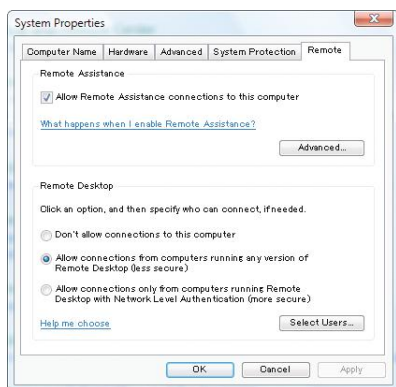 System Properties
Computer Name
Hardware
Advanced
System Protection
Remote
Remote Assistance
Allow Remote Assistance connections to this computer
What happens when I enable Remote Assistance?
Advanced...
Remote Desktop
Click an option, and then specify who can connect, if needed.
Don't allow connections to this computer
Allow connections from computers running any version of
Remote Desktop (less secure)
Allow connections only from computers running Remote
Desktop with Network Level Authentication (more secure)
Help me choose
Select Users...
OK
Cancel
Apply